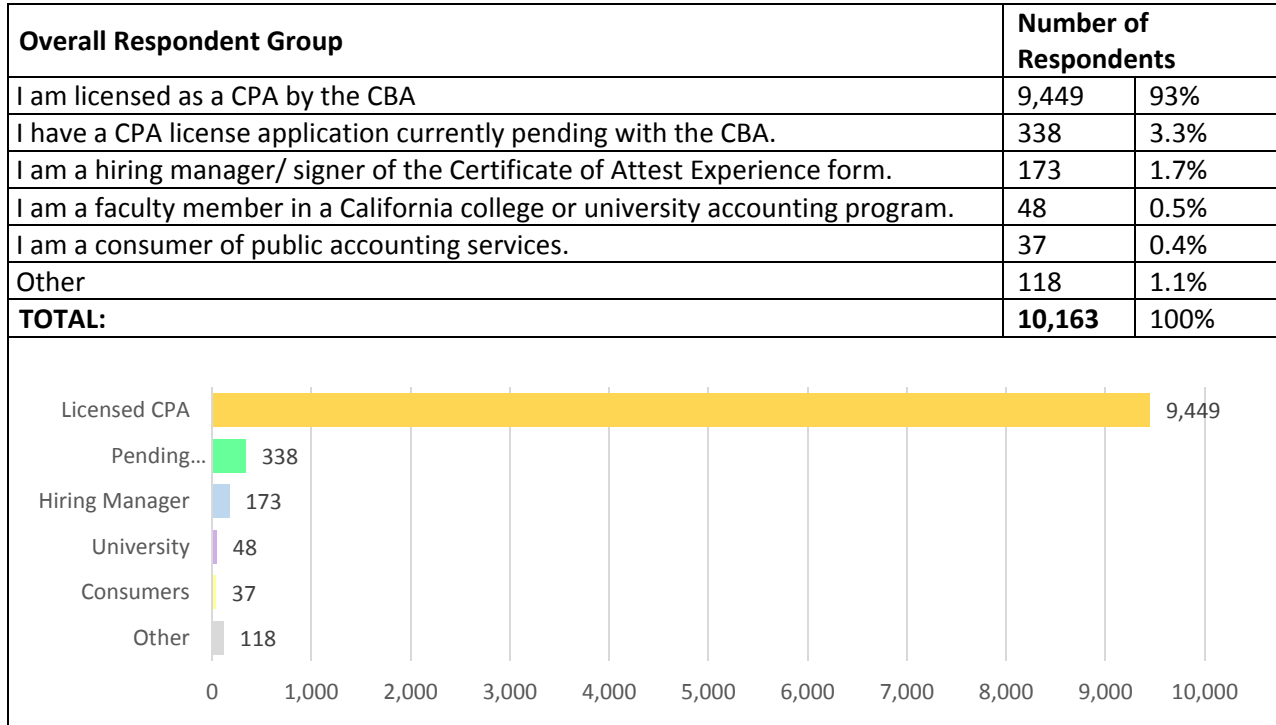 Overall Respondent Group
Number of
Respondents
I am licensed as a CPA by the CBA 9,449 93%
I have a CPA license application currently pending with the CBA. 338 3.3%
I am a hiring manager/ signer of the Certificate of Attest Experience form. 173 1.7%
I am a faculty member in a California college or university accounting program. 48 0.5%
I am a consumer of public accounting services. 37 0.4%
Other 118 1.1%
TOTAL: 10,163 100%
Licensed CPA 9,449
Pending... 338
Hiring Manager 173
University 48
Consumers 37
Other 118
0 1,000 2,000 3,000 4,000 5,000 6,000 7,000 8,000 9,000 10,000